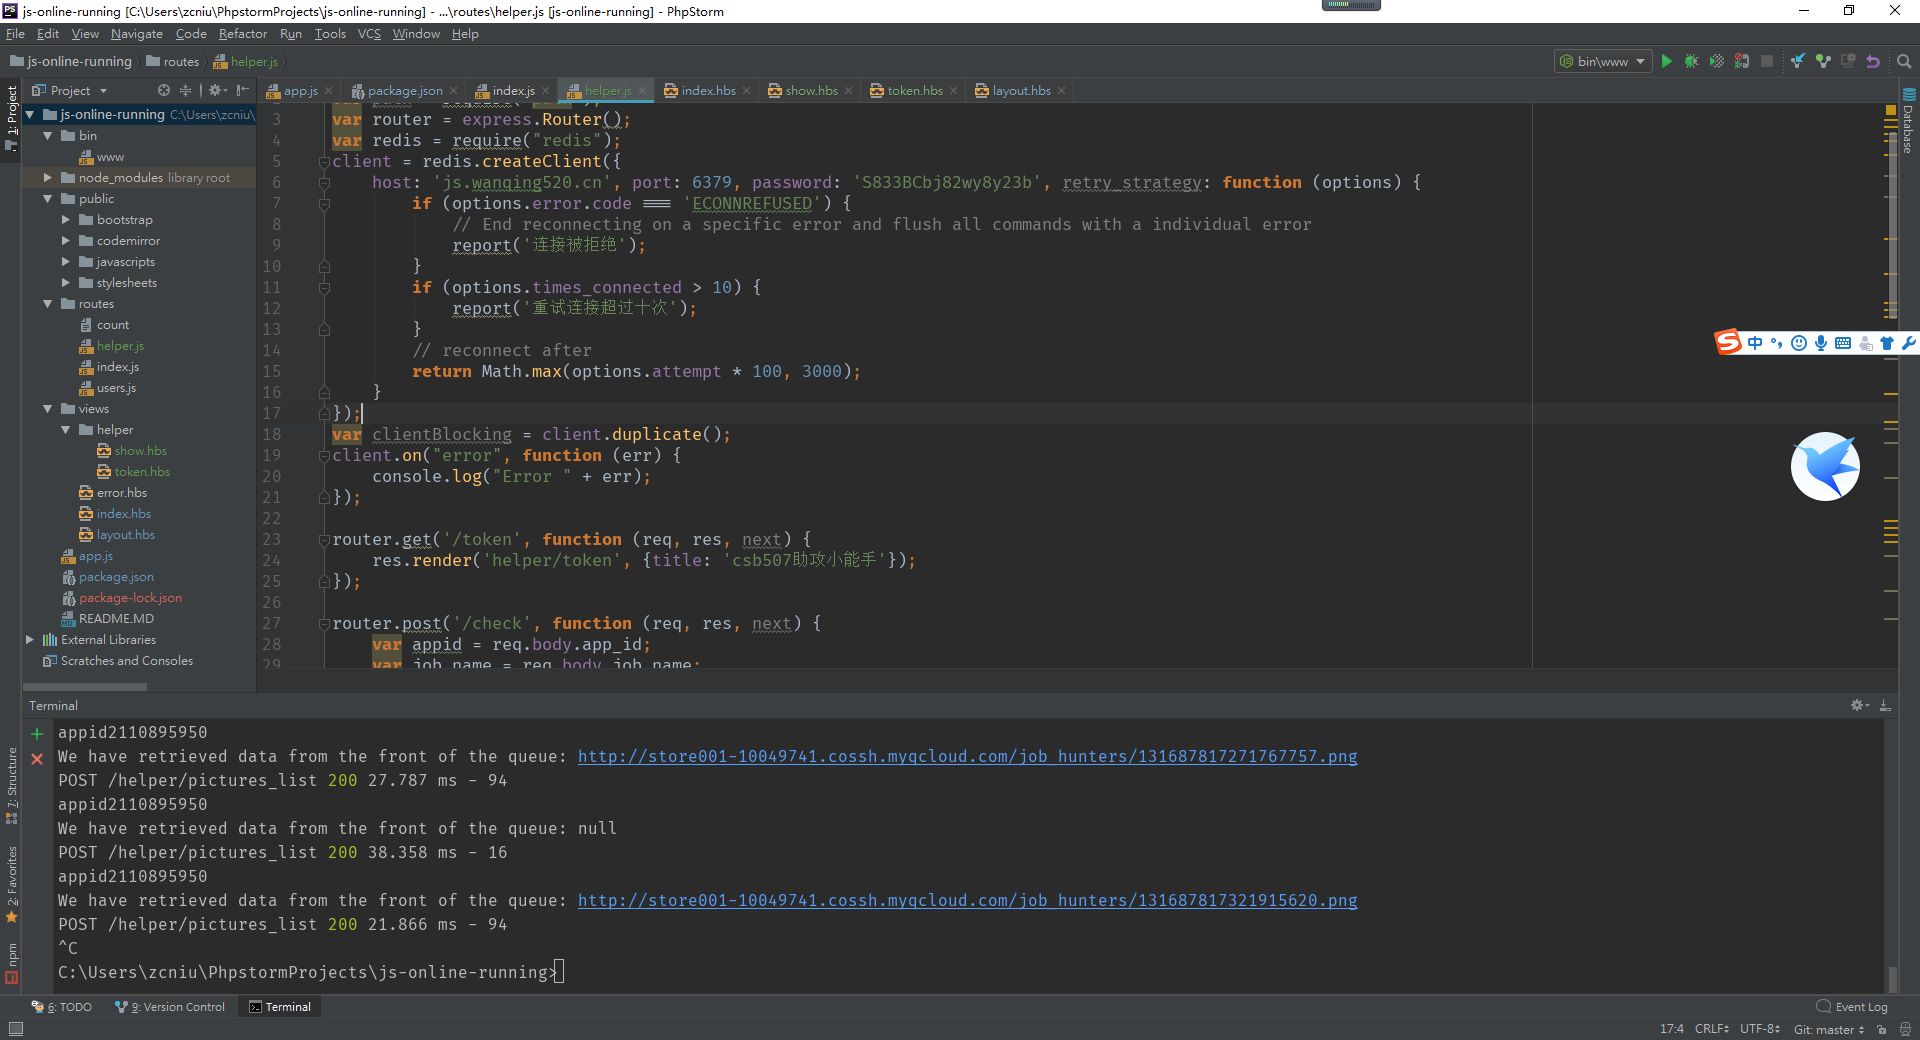 js-online-running [C:\Users\zcniu\PhpstormProjects\js-online-running] - ...\routes\helper.js [js-online-running] - PhpStorm
File Edit View Navigate Code Refactor Run Tools VCS Window Help
js-online-running routes helper.js
bin\www
Project
app.js package.json index.js helper.js index.hbs show.hbs token.hbs layout.hbs
1: Project
Database
js-online-running C:\Users\zcniu\
bin
www
node_modules library root
public
bootstrap
codemirror
javascripts
stylesheets
routes
count
helper.js
index.js
users.js
views
helper
show.hbs
token.hbs
error.hbs
index.hbs
layout.hbs
app.js
package.json
package-lock.json
README.MD
External Libraries
Scratches and Consoles
3 var router = express.Router();
4 var redis = require("redis");
5 client = redis.createClient({
6 host: 'js.wanqing520.cn', port: 6379, password: 'S833BCbj82wy8y23b', retry_strategy: function (options) {
7 if (options.error.code === 'ECONNREFUSED') {
8 // End reconnecting on a specific error and flush all commands with a individual error
9 report('连接被拒绝');
10 }
11 if (options.times_connected > 10) {
12 report('重试连接超过十次');
13 }
14 // reconnect after
15 return Math.max(options.attempt * 100, 3000);
16 }
17 });
18 var clientBlocking = client.duplicate();
19 client.on("error", function (err) {
20 console.log("Error " + err);
21 });
22
23 router.get('/token', function (req, res, next) {
24 res.render('helper/token', {title: 'csb507助攻小能手'});
25 });
26
27 router.post('/check', function (req, res, next) {
28 var appid = req.body.app_id;
29 var job_name = req.body.job_name;
中
Terminal
appid2110895950
We have retrieved data from the front of the queue: http://store001-10049741.cossh.myqcloud.com/job_hunters/131687817271767757.png
POST /helper/pictures_list 200 27.787 ms - 94
appid2110895950
We have retrieved data from the front of the queue: null
POST /helper/pictures_list 200 38.358 ms - 16
appid2110895950
We have retrieved data from the front of the queue: http://store001-10049741.cossh.myqcloud.com/job_hunters/131687817321915620.png
POST /helper/pictures_list 200 21.866 ms - 94
^C
C:\Users\zcniu\PhpstormProjects\js-online-running>
7: Structure
2: Favorites
npm
6: TODO 9: Version Control Terminal Event Log
17:4 CRLF UTF-8 Git: master